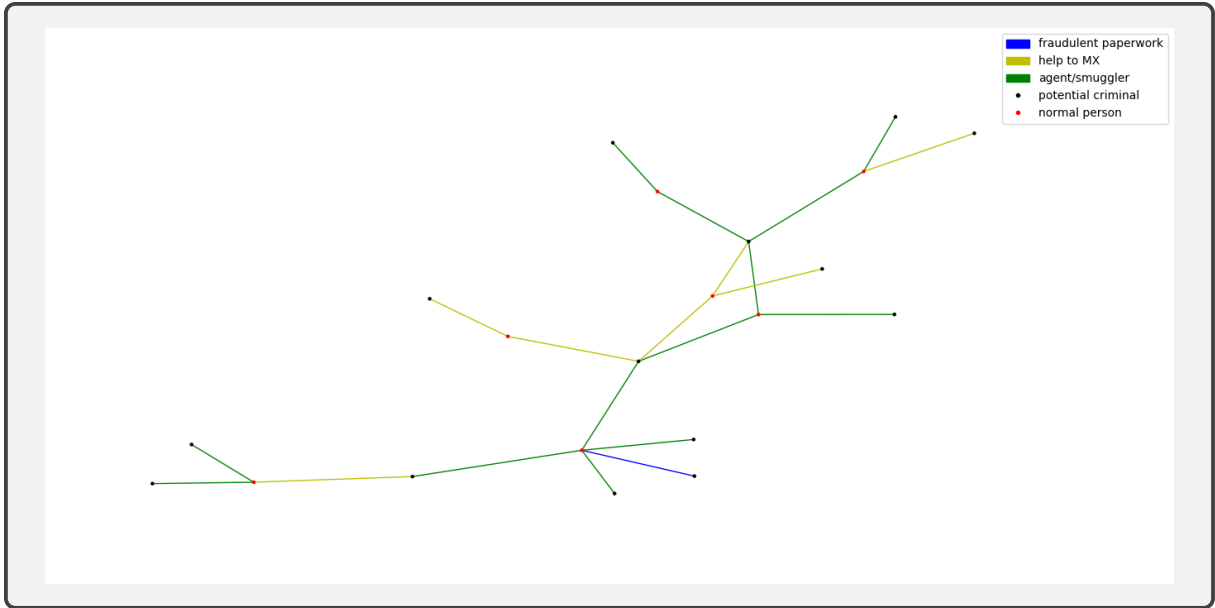 fraudulent paperwork
help to MX
agent/smuggler
potential criminal
normal person